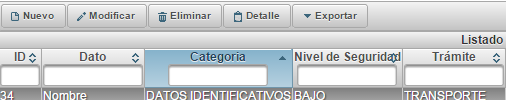 Nuevo Modificar Eliminar Detalle Exportar
Listado
ID Dato Categoria Nivel de Seguridad Trámite
34 Nombre DATOS IDENTIFICATIVOS BAJO TRANSPORTE